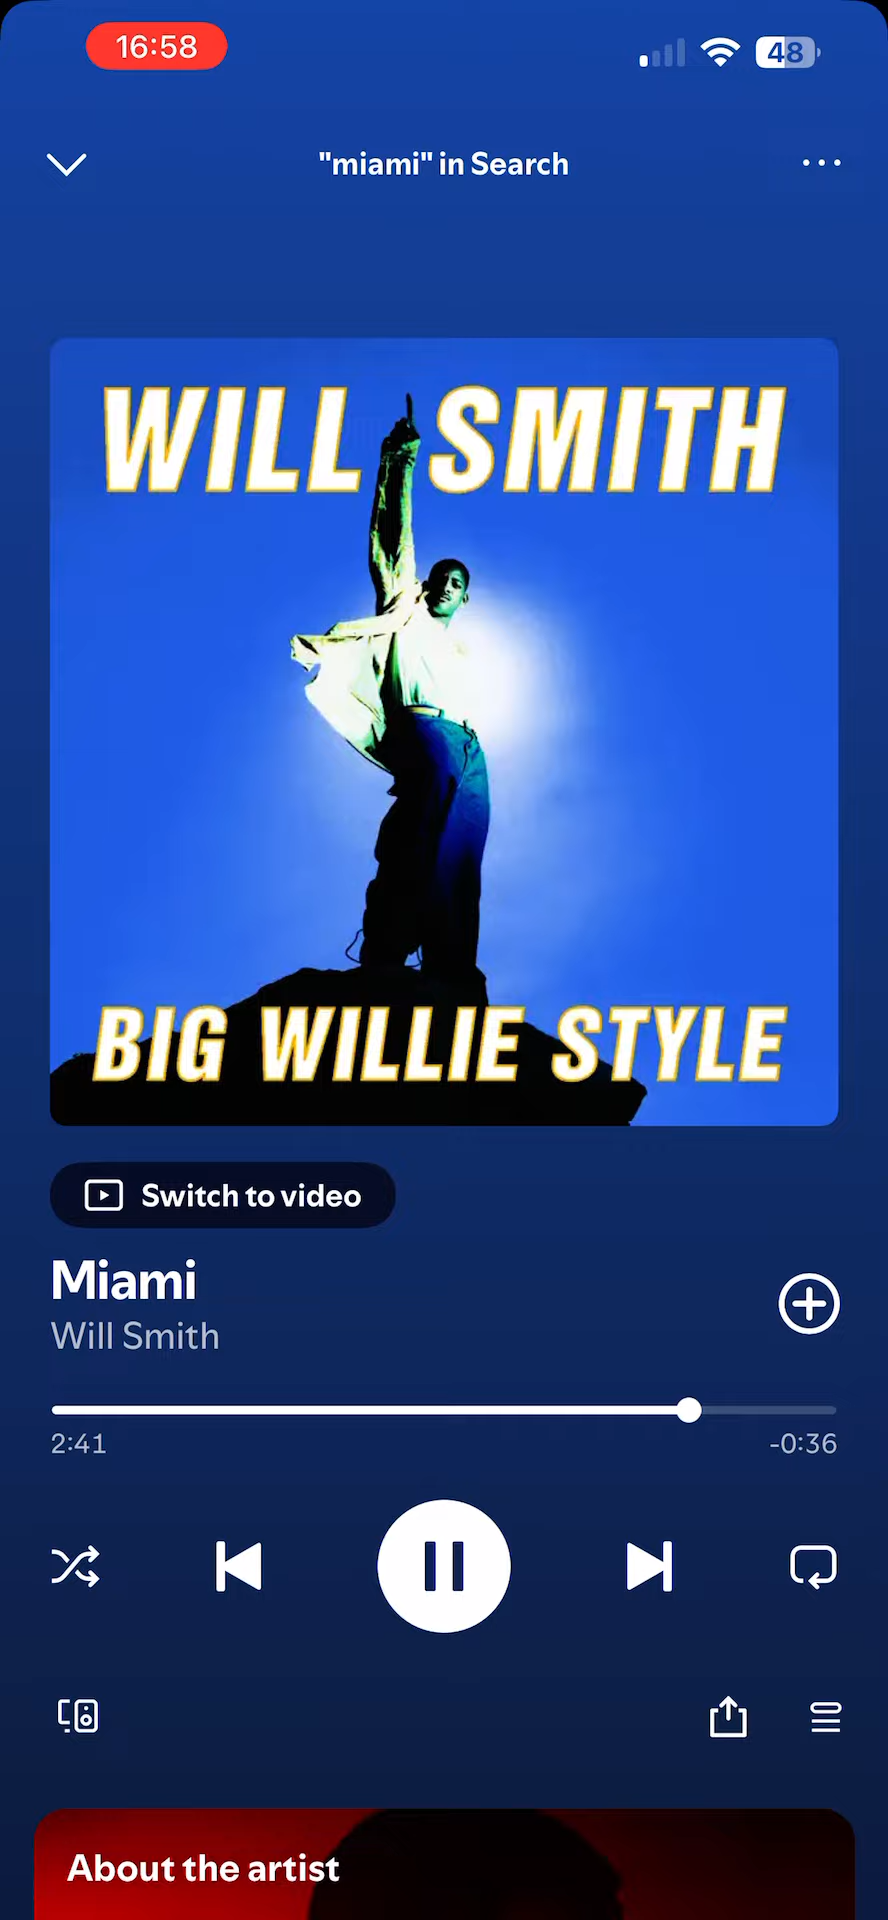 16:58
48
"miami" in Search
WILL SMITH
BIG WILLIE STYLE
Switch to video
Miami
Will Smith
2:41
-0:36
About the artist